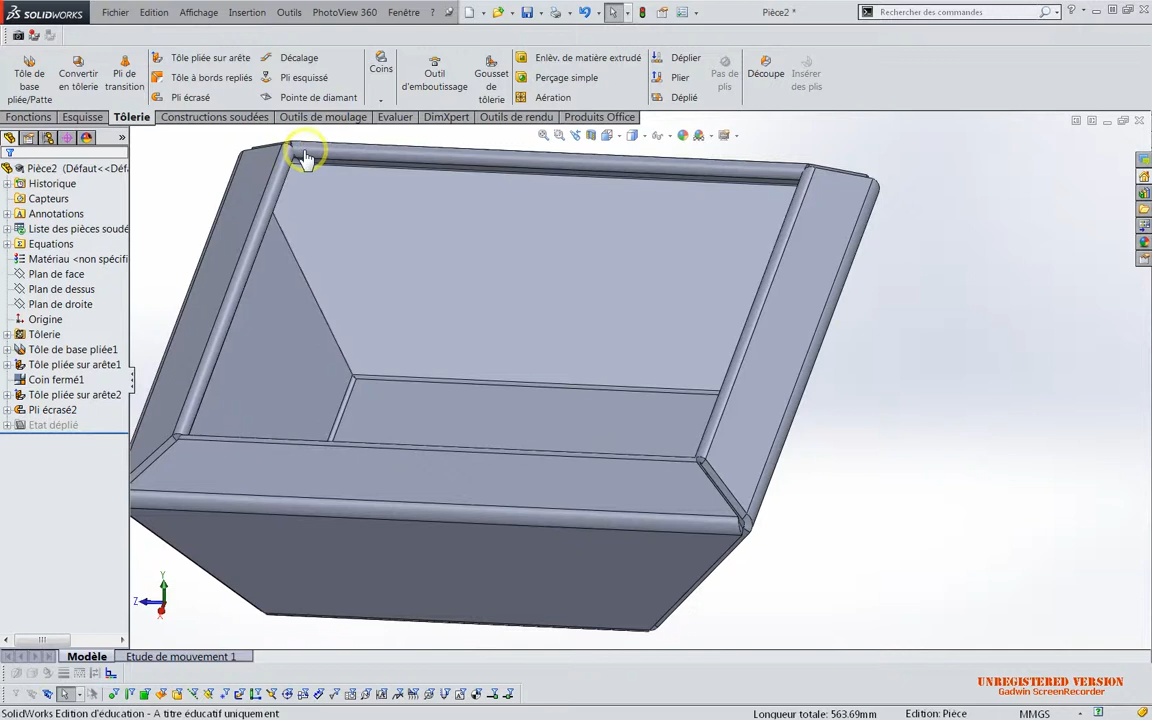 SOLIDWORKS Fichier Edition Affichage Insertion Outils PhotoView 360 Fenêtre ? Pièce2 * Rechercher des commandes
Tôle de base pliée/Patte
Convertir en tôlerie
Pli de transition
Tôle pliée sur arête
Tôle à bords repliés
Pli écrasé
Décalage
Pli esquissé
Pointe de diamant
Coins
Outil d'emboutissage
Gousset de tôlerie
Enlèv. de matière extrudé
Perçage simple
Aération
Déplier
Plier
Déplié
Pas de plis
Découpe
Insérer des plis
Fonctions Esquisse Tôlerie Constructions soudées Outils de moulage Evaluer DimXpert Outils de rendu Produits Office
Pièce2 (Défaut<<Déf
Historique
Capteurs
Annotations
Liste des pièces soudé
Equations
Matériau <non spécifi
Plan de face
Plan de dessus
Plan de droite
Origine
Tôlerie
Tôle de base pliée1
Tôle pliée sur arête1
Coin fermé1
Tôle pliée sur arête2
Pli écrasé2
Etat déplié
Y
Z
X
Modèle Etude de mouvement 1
UNREGISTERED VERSION
Gadwin ScreenRecorder
SolidWorks Edition d'éducation - A titre éducatif uniquement Longueur totale: 563.69mm Edition: Pièce MMGS